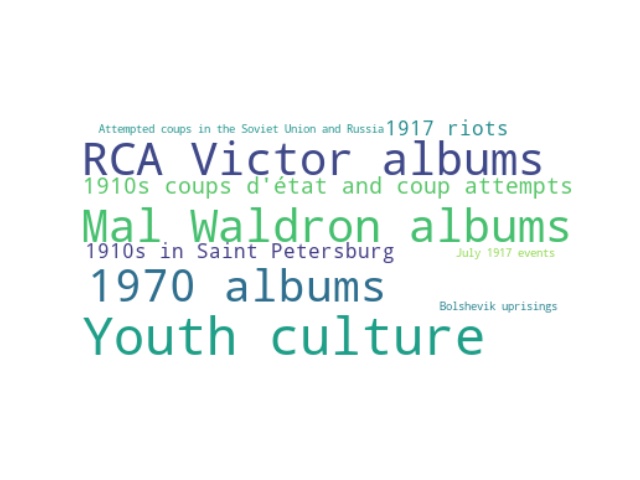 Attempted coups in the Soviet Union and Russia 1917 riots
RCA Victor albums
1910s coups d'état and coup attempts
Mal Waldron albums
1910s in Saint Petersburg
July 1917 events
1970 albums
Bolshevik uprisings
Youth culture